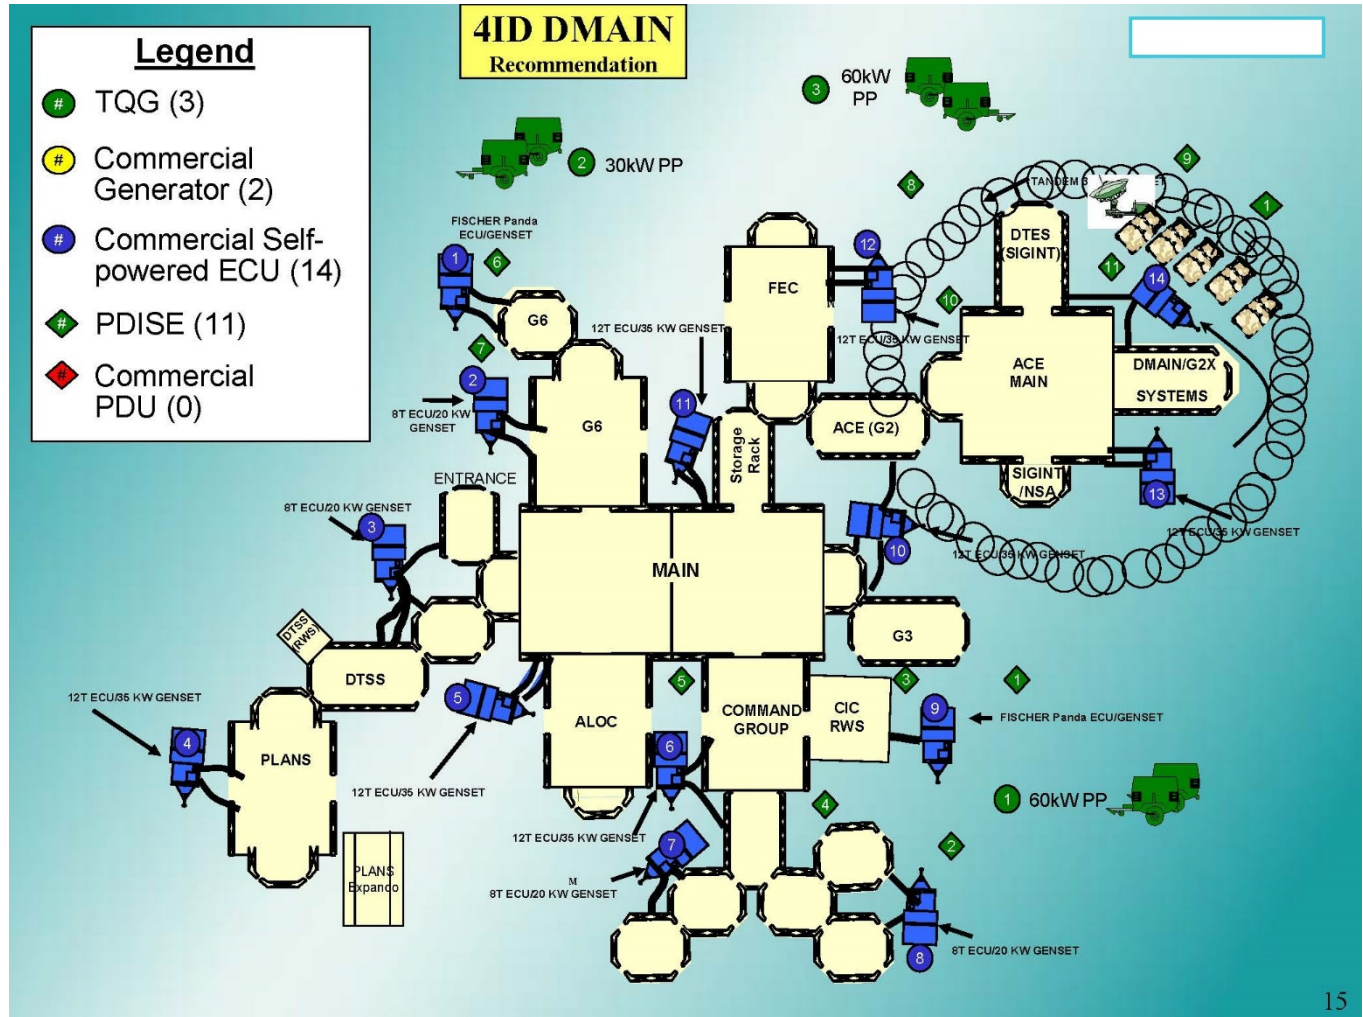 4ID DMAIN
Recommendation
Legend
# TQG (3)
# Commercial
Generator (2)
# Commercial Self-
powered ECU (14)
# PDISE (11)
# Commercial
PDU (0)
3 60kW
PP
2 30kW PP
9
8
1
TANDEM 3
FISCHER Panda
ECU/GENSET
1
6
12
DTES
(SIGINT)
11
14
FEC
10
G6
12T ECU/35 KW GENSET
12T ECU/35 KW GENSET
7
2
ACE
MAIN
DMAIN/G2X
SYSTEMS
8T ECU/20 KW
GENSET
11
G6
ACE (G2)
Storage
Rack
ENTRANCE
SIGINT
/NSA
13
8T ECU/20 KW GENSET
3
12T ECU/35 KW GENSET
10
12T ECU/35 KW GENSET
MAIN
DTSS
(RWS)
G3
DTSS
5
3
1
12T ECU/35 KW GENSET
5
ALOC
COMMAND
GROUP
CIC
RWS
9
FISCHER Panda ECU/GENSET
4
PLANS
6
12T ECU/35 KW GENSET
1 60kW PP
4
12T ECU/35 KW GENSET
7
2
PLANS
Expando
M
8T ECU/20 KW GENSET
8
8T ECU/20 KW GENSET
15